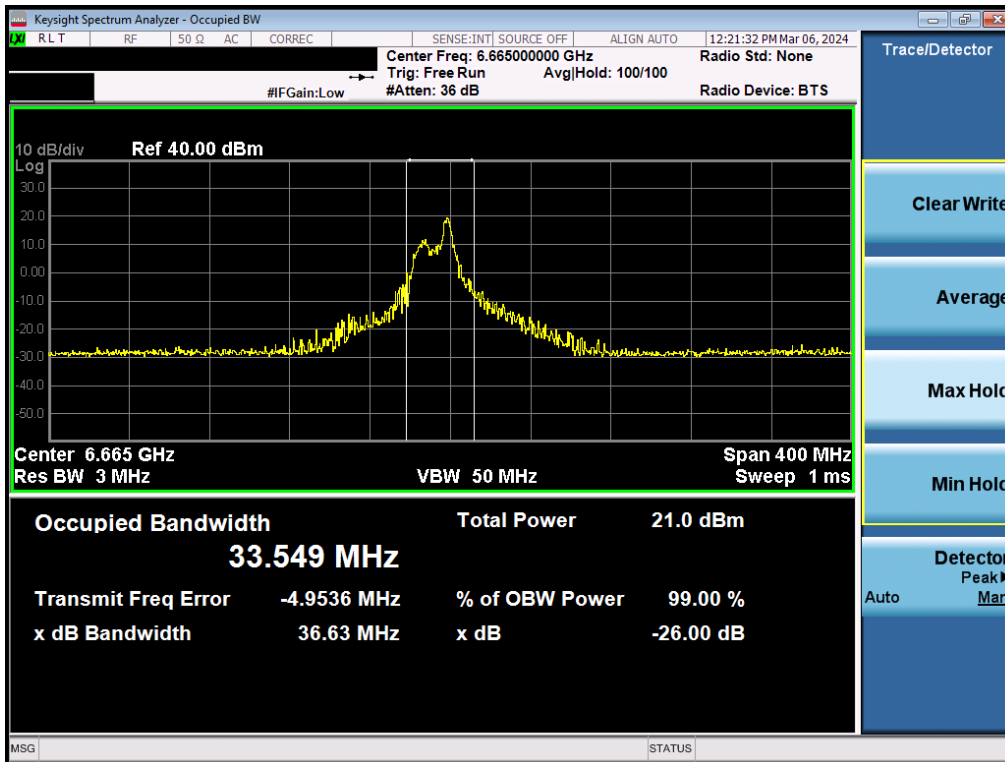 Keysight Spectrum Analyzer - Occupied BW
LXI RLT RF 50 Ω AC CORREC SENSE:INT SOURCE OFF ALIGN AUTO 12:21:32 PM Mar 06, 2024
Center Freq: 6.665000000 GHz Radio Std: None
Trig: Free Run Avg|Hold: 100/100
#IFGain:Low #Atten: 36 dB Radio Device: BTS
10 dB/div Ref 40.00 dBm
Log
30.0
20.0
10.0
0.00
-10.0
-20.0
-30.0
-40.0
-50.0
Center 6.665 GHz Span 400 MHz
Res BW 3 MHz VBW 50 MHz Sweep 1 ms
Occupied Bandwidth Total Power 21.0 dBm
33.549 MHz
Transmit Freq Error -4.9536 MHz % of OBW Power 99.00 %
x dB Bandwidth 36.63 MHz x dB -26.00 dB
MSG STATUS
Trace/Detector
Clear Write
Average
Max Hold
Min Hold
Detector
Peak
Auto Man